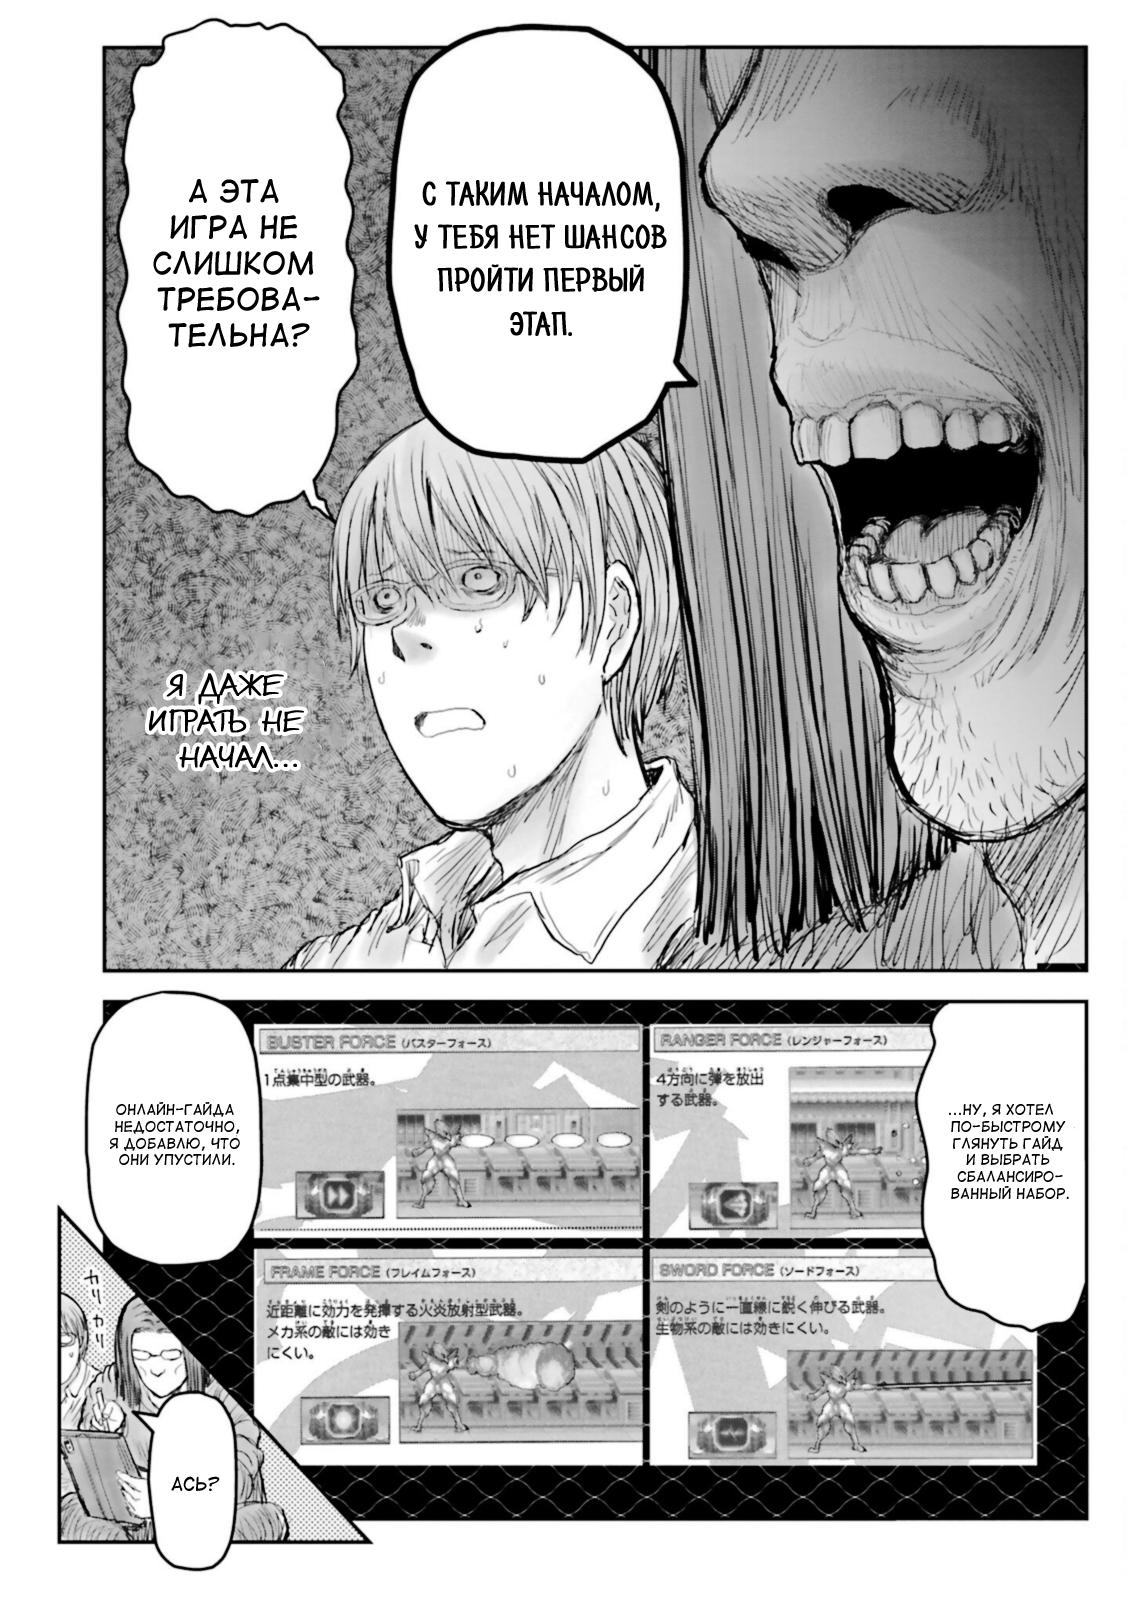 С ТАКИМ НАЧАЛОМ,
У ТЕБЯ НЕТ ШАНСОВ
ПРОЙТИ ПЕРВЫЙ
ЭТАП.
А ЭТА
ИГРА НЕ
СЛИШКОМ
ТРЕБОВА-
ТЕЛЬНА?
Я ДАЖЕ
ИГРАТЬ НЕ
НАЧАЛ...
...НУ, Я ХОТЕЛ
ПО-БЫСТРОМУ
ГЛЯНУТЬ ГАЙД
И ВЫБРАТЬ
СБАЛАНСИРО-
ВАННЫЙ НАБОР.
BUSTER FORCE (バスターフォース)
1点集中型の武器。
RANGER FORCE (レンジャーフォース)
4方向に弾を放出
する武器。
FRAME FORCE (フレイムフォース)
近距離に効力を発揮する火炎放射型武器。
メカ系の敵には効き
にくい。
SWORD FORCE (ソードフォース)
剣のように一直線に鋭く伸びる武器。
生物系の敵には効きにくい。
ОНЛАЙН-ГАЙДА
НЕДОСТАТОЧНО,
Я ДОБАВЛЮ, ЧТО
ОНИ УПУСТИЛИ.
カリカリ
АСЬ?